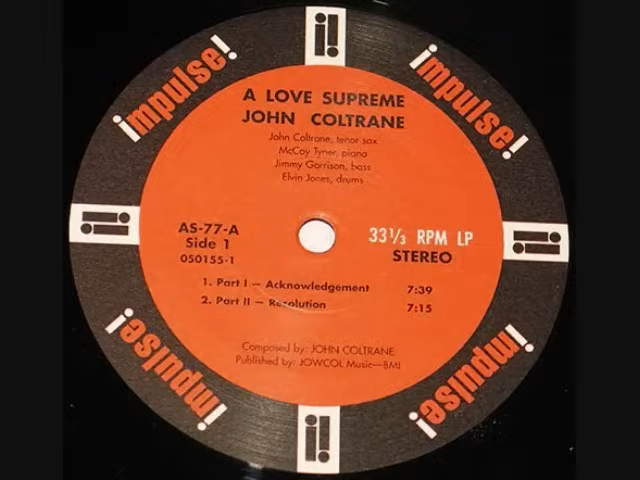 impulse!
impulse!
A LOVE SUPREME
JOHN COLTRANE
John Coltrane, tenor sax
McCoy Tyner, piano
Jimmy Garrison, bass
Elvin Jones, drums
AS-77-A
Side 1
050155-1
33 1/3 RPM LP
STEREO
1. Part I — Acknowledgement 7:39
2. Part II — Resolution 7:15
Composed by: JOHN COLTRANE
Published by: JOWCOL Music—BMI
impulse!
impulse!